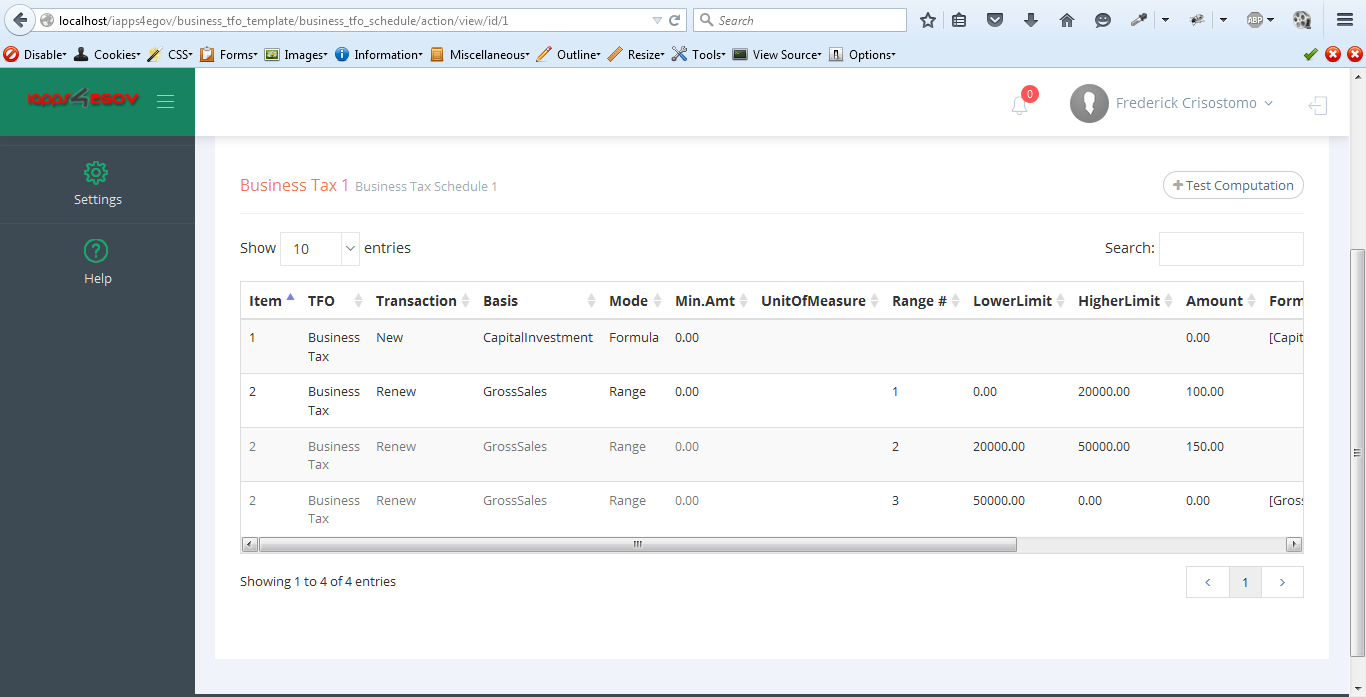 localhost/iapps4egov/business_tfo_template/business_tfo_schedule/action/view/id/1
Search
ABP
Disable Cookies CSS Forms Images Information Miscellaneous Outline Resize Tools View Source Options
iapps4EGOV
0
Frederick Crisostomo
Settings
Help
Business Tax 1 Business Tax Schedule 1
Test Computation
Show 10 entries
Search:
Item TFO Transaction Basis Mode Min.Amt UnitOfMeasure Range # LowerLimit HigherLimit Amount Form
1 Business New CapitalInvestment Formula 0.00 0.00 [Capit
Tax
2 Business Renew GrossSales Range 0.00 1 0.00 20000.00 100.00
Tax
2 Business Renew GrossSales Range 0.00 2 20000.00 50000.00 150.00
Tax
2 Business Renew GrossSales Range 0.00 3 50000.00 0.00 0.00 [Gros
Tax
Showing 1 to 4 of 4 entries
1